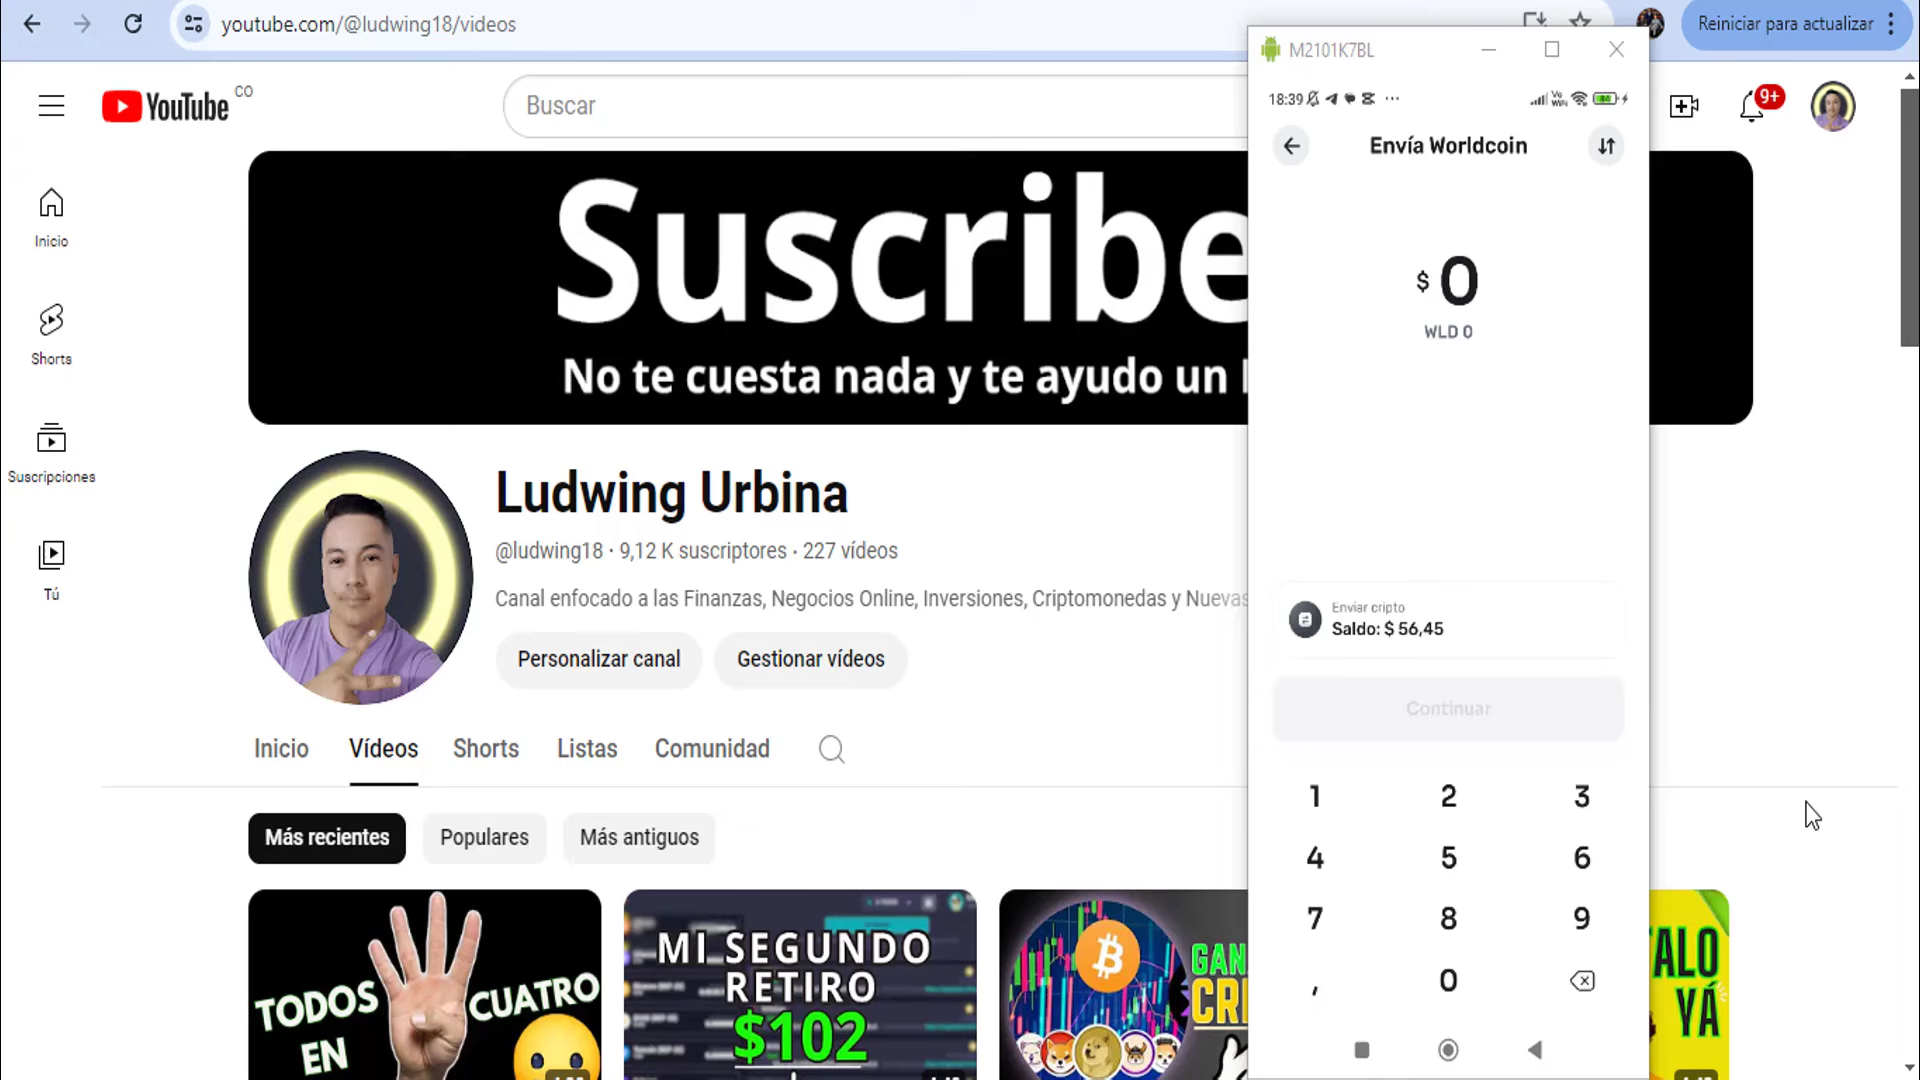 youtube.com/@ludwing18/videos
Reiniciar para actualizar
YouTube CO
Buscar
9+
Inicio
Shorts
Suscripciones
Tú
Suscribe
No te cuesta nada y te ayudo un
Ludwing Urbina
@ludwing18 · 9,12 K suscriptores · 227 vídeos
Canal enfocado a las Finanzas, Negocios Online, Inversiones, Criptomonedas y Nuevas
Personalizar canal
Gestionar vídeos
Inicio
Vídeos
Shorts
Listas
Comunidad
Más recientes
Populares
Más antiguos
TODOS
EN
CUATRO
MI SEGUNDO
RETIRO
$102
GAN
CRI
ALO
YÁ
M2101K7BL
18:39
Vo
WiFi
Envía Worldcoin
$ 0
WLD 0
Enviar cripto
Saldo: $ 56,45
Continuar
1 2 3
4 5 6
7 8 9
, 0